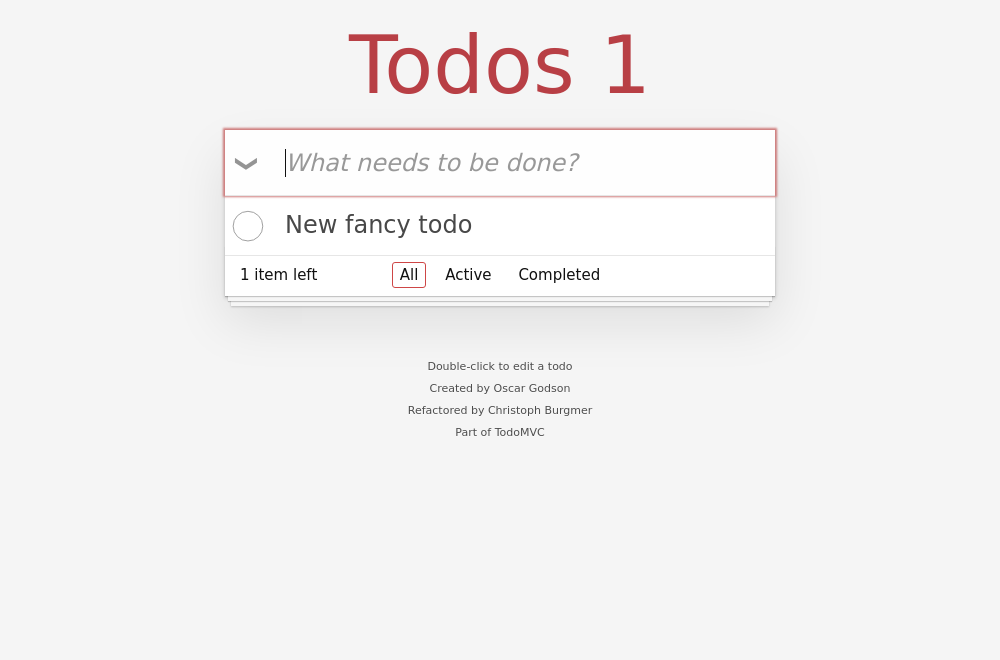 Todos 1
What needs to be done?
New fancy todo
1 item left All Active Completed
Double-click to edit a todo
Created by Oscar Godson
Refactored by Christoph Burgmer
Part of TodoMVC